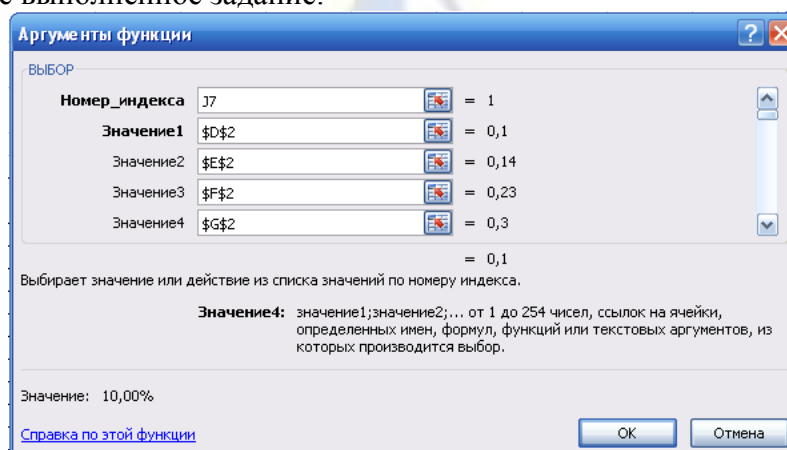 е выполненное задание.
Аргументы функции
ВЫБОР
Номер_индекса J7 = 1
Значение1 $D$2 = 0,1
Значение2 $E$2 = 0,14
Значение3 $F$2 = 0,23
Значение4 $G$2 = 0,3
= 0,1
Выбирает значение или действие из списка значений по номеру индекса.
Значение4: значение1;значение2;... от 1 до 254 чисел, ссылок на ячейки,
определенных имен, формул, функций или текстовых аргументов, из
которых производится выбор.
Значение: 10,00%
Справка по этой функции
ОК
Отмена